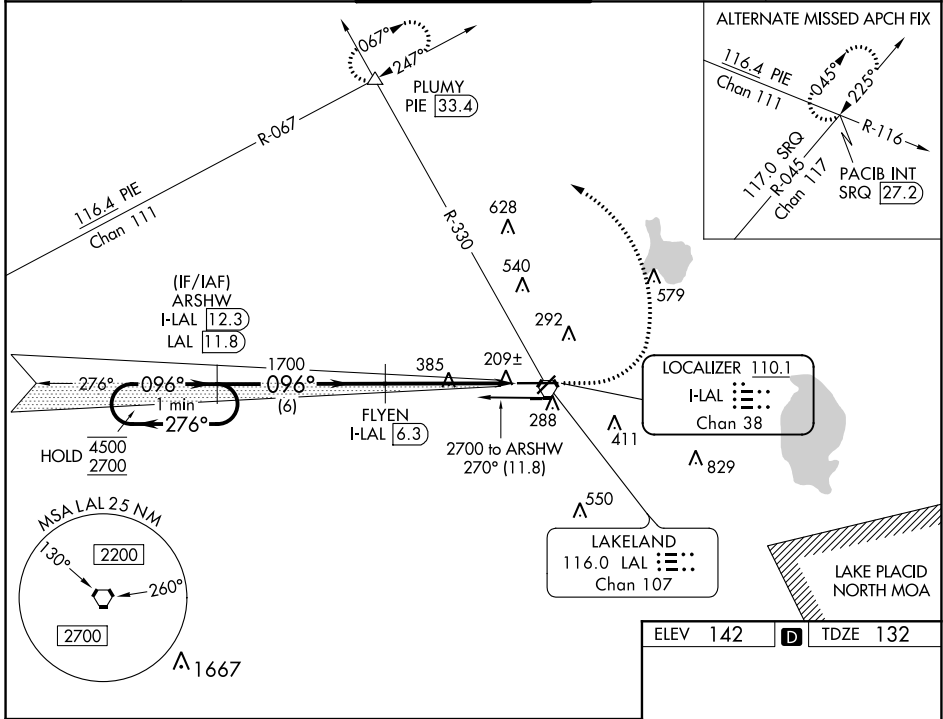 ALTERNATE MISSED APCH FIX
116.4 PIE
Chan 111
045°
225°
R-116
117.0 SRQ
R-045
Chan 117
PACIB INT
SRQ 27.2
067°
247°
PLUMY
PIE 33.4
R-067
116.4 PIE
Chan 111
R-330
628
540
579
292
(IF/IAF)
ARSHW
I-LAL 12.3
LAL 11.8
1700
385
209±
276°
096°
096°
1 min
(6)
276°
FLYEN
I-LAL 6.3
288
LOCALIZER 110.1
I-LAL
Chan 38
HOLD 4500
2700
2700 to ARSHW
270° (11.8)
411
829
550
LAKELAND
116.0 LAL
Chan 107
MSA LAL 25 NM
130°
2200
260°
2700
1667
LAKE PLACID
NORTH MOA
ELEV 142 D TDZE 132